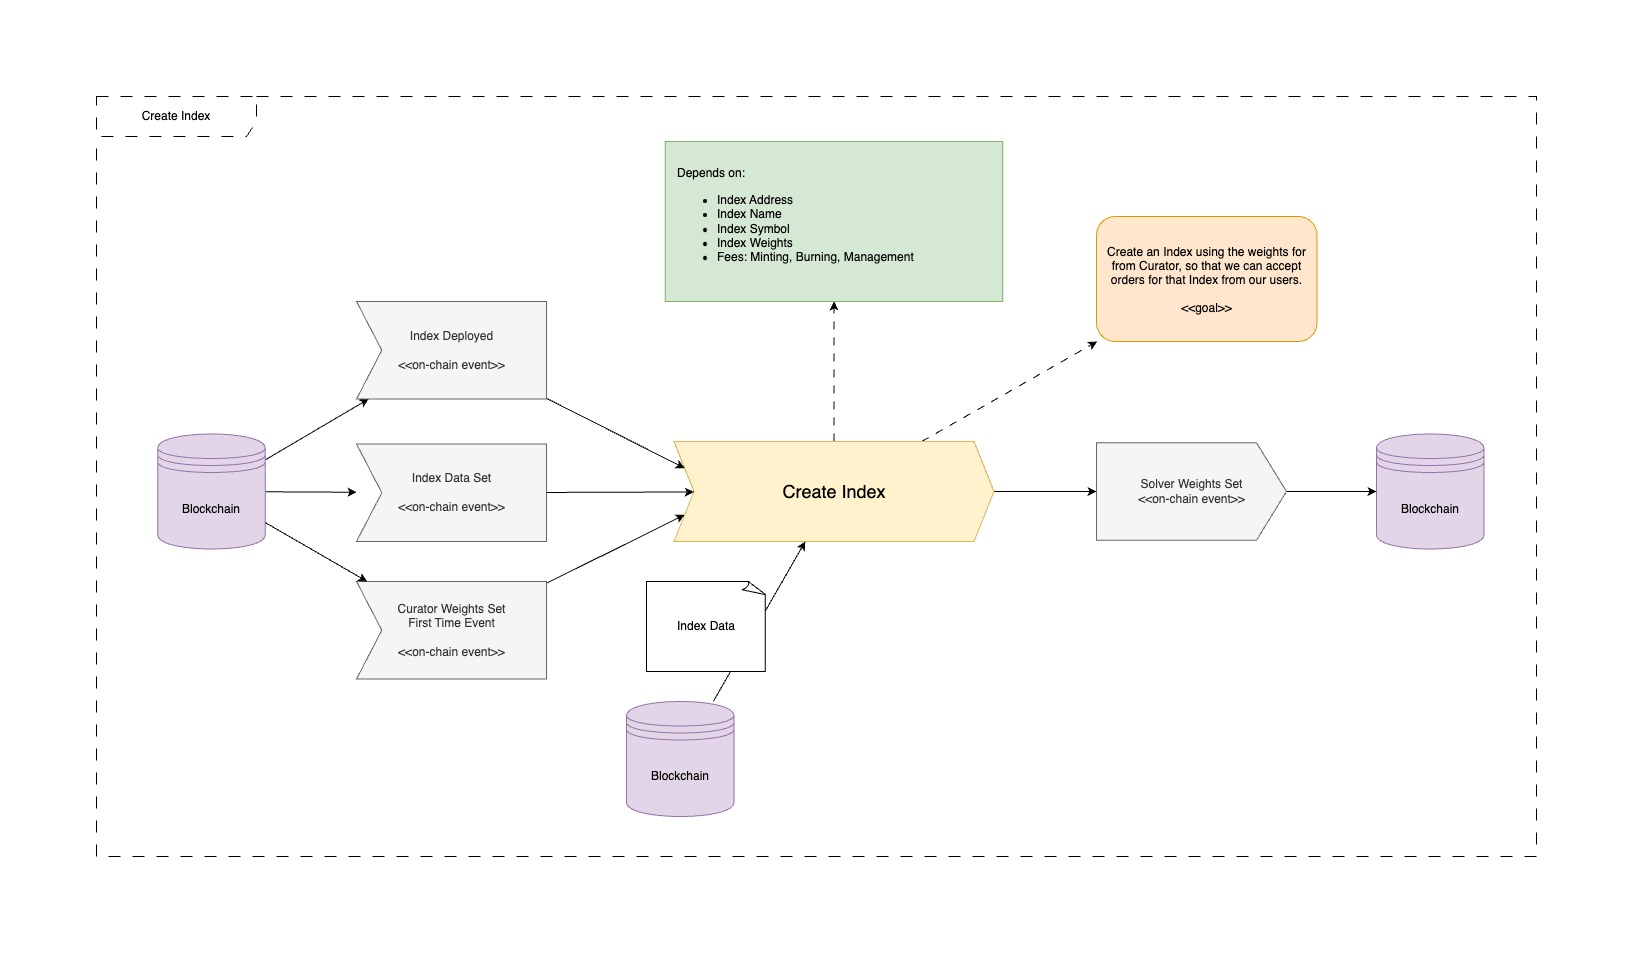 Create Index
Depends on:
Index Address
Index Name
Index Symbol
Index Weights
Fees: Minting, Burning, Management
Create an Index using the weights for
from Curator, so that we can accept
orders for that Index from our users.
<<goal>>
Index Deployed
<<on-chain event>>
Blockchain
Index Data Set
<<on-chain event>>
Create Index
Solver Weights Set
<<on-chain event>>
Blockchain
Curator Weights Set
First Time Event
<<on-chain event>>
Index Data
Blockchain